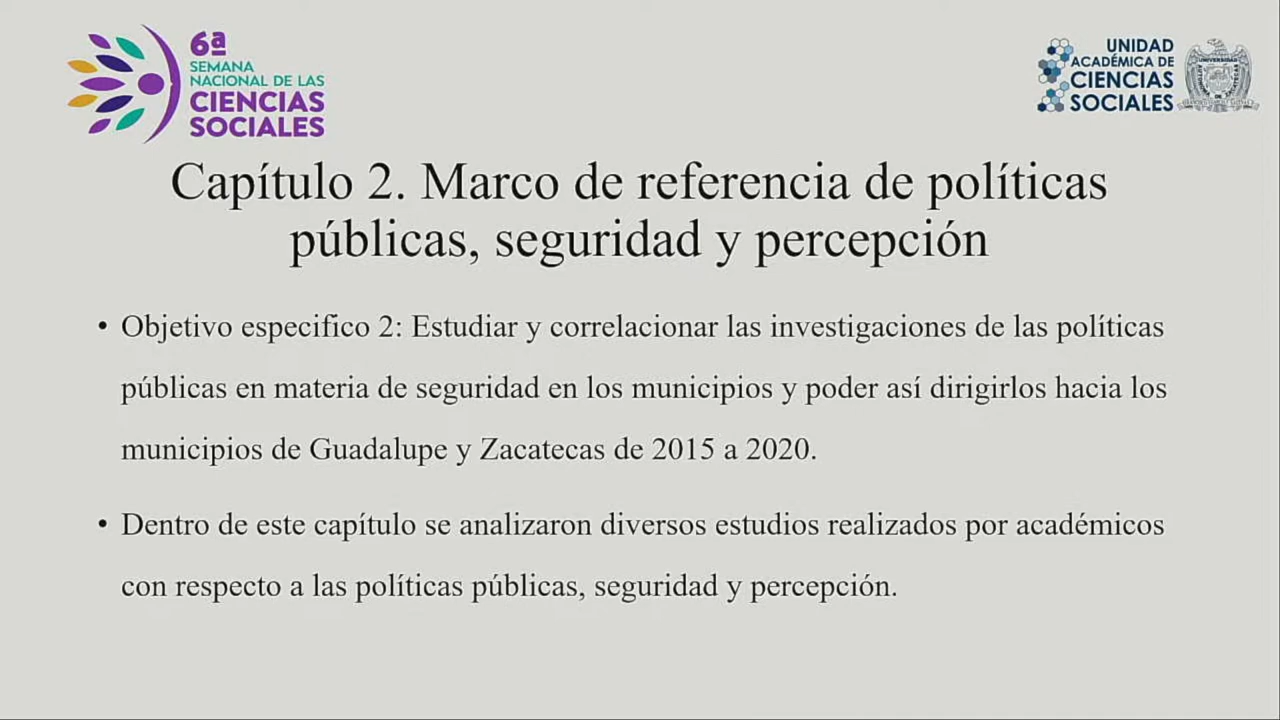 6ª
SEMANA
NACIONAL DE LAS
CIENCIAS
SOCIALES
UNIDAD
ACADÉMICA DE
CIENCIAS
SOCIALES
Capítulo 2. Marco de referencia de políticas
públicas, seguridad y percepción
• Objetivo especifico 2: Estudiar y correlacionar las investigaciones de las políticas
públicas en materia de seguridad en los municipios y poder así dirigirlos hacia los
municipios de Guadalupe y Zacatecas de 2015 a 2020.
• Dentro de este capítulo se analizaron diversos estudios realizados por académicos
con respecto a las políticas públicas, seguridad y percepción.